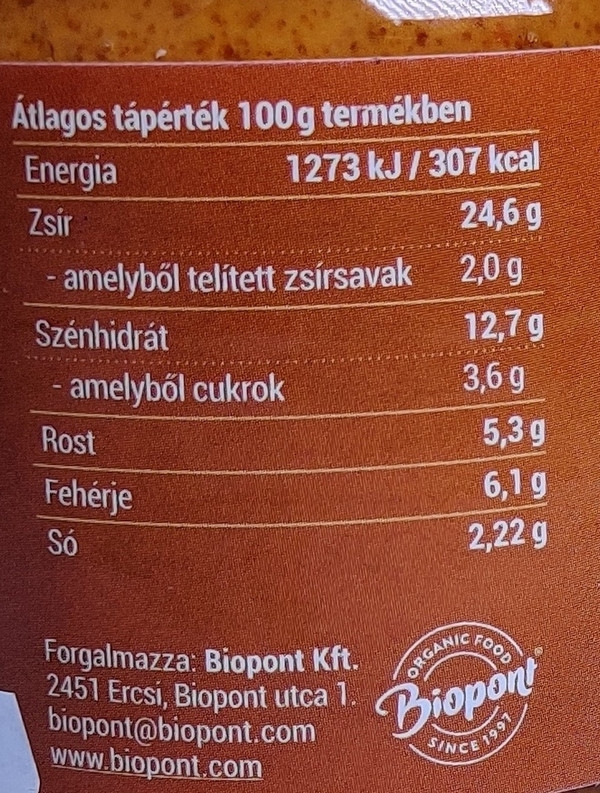 Átlagos tápérték 100g termékben
Energia 1273 kJ / 307 kcal
Zsír 24,6 g
- amelyből telített zsírsavak 2,0 g
Szénhidrát 12,7 g
- amelyből cukrok 3,6 g
Rost 5,3 g
Fehérje 6,1 g
Só 2,22 g
Forgalmazza: Biopont Kft.
2451 Ercsi, Biopont utca 1.
biopont@biopont.com
www.biopont.com
ORGANIC FOOD
Biopont®
SINCE 1991